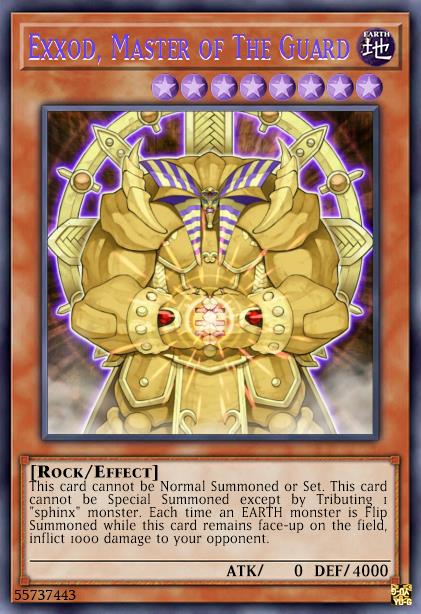 Exxod, Master of The Guard
EARTH
地
[Rock/Effect]
This card cannot be Normal Summoned or Set. This card
cannot be Special Summoned except by Tributing 1
"sphinx" monster. Each time an EARTH monster is Flip
Summoned while this card remains face-up on the field,
inflict 1000 damage to your opponent.
ATK/ 0 DEF/4000
55737443